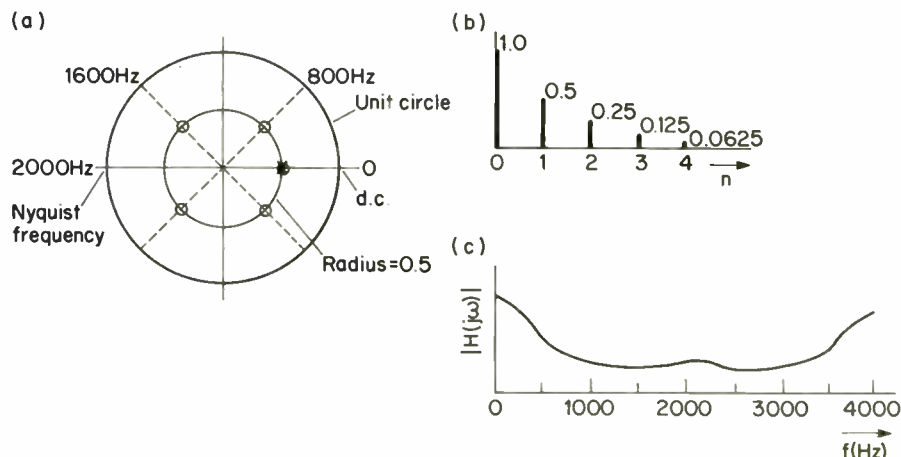 (a)
1600Hz
800Hz
Unit circle
2000Hz
0
d.c.
Nyquist
frequency
Radius=0.5
(b)
1.0
0.5
0.25
0.125
0.0625
0 1 2 3 4
n
(c)
|H(jω)|
0 1000 2000 3000 4000
f(Hz)